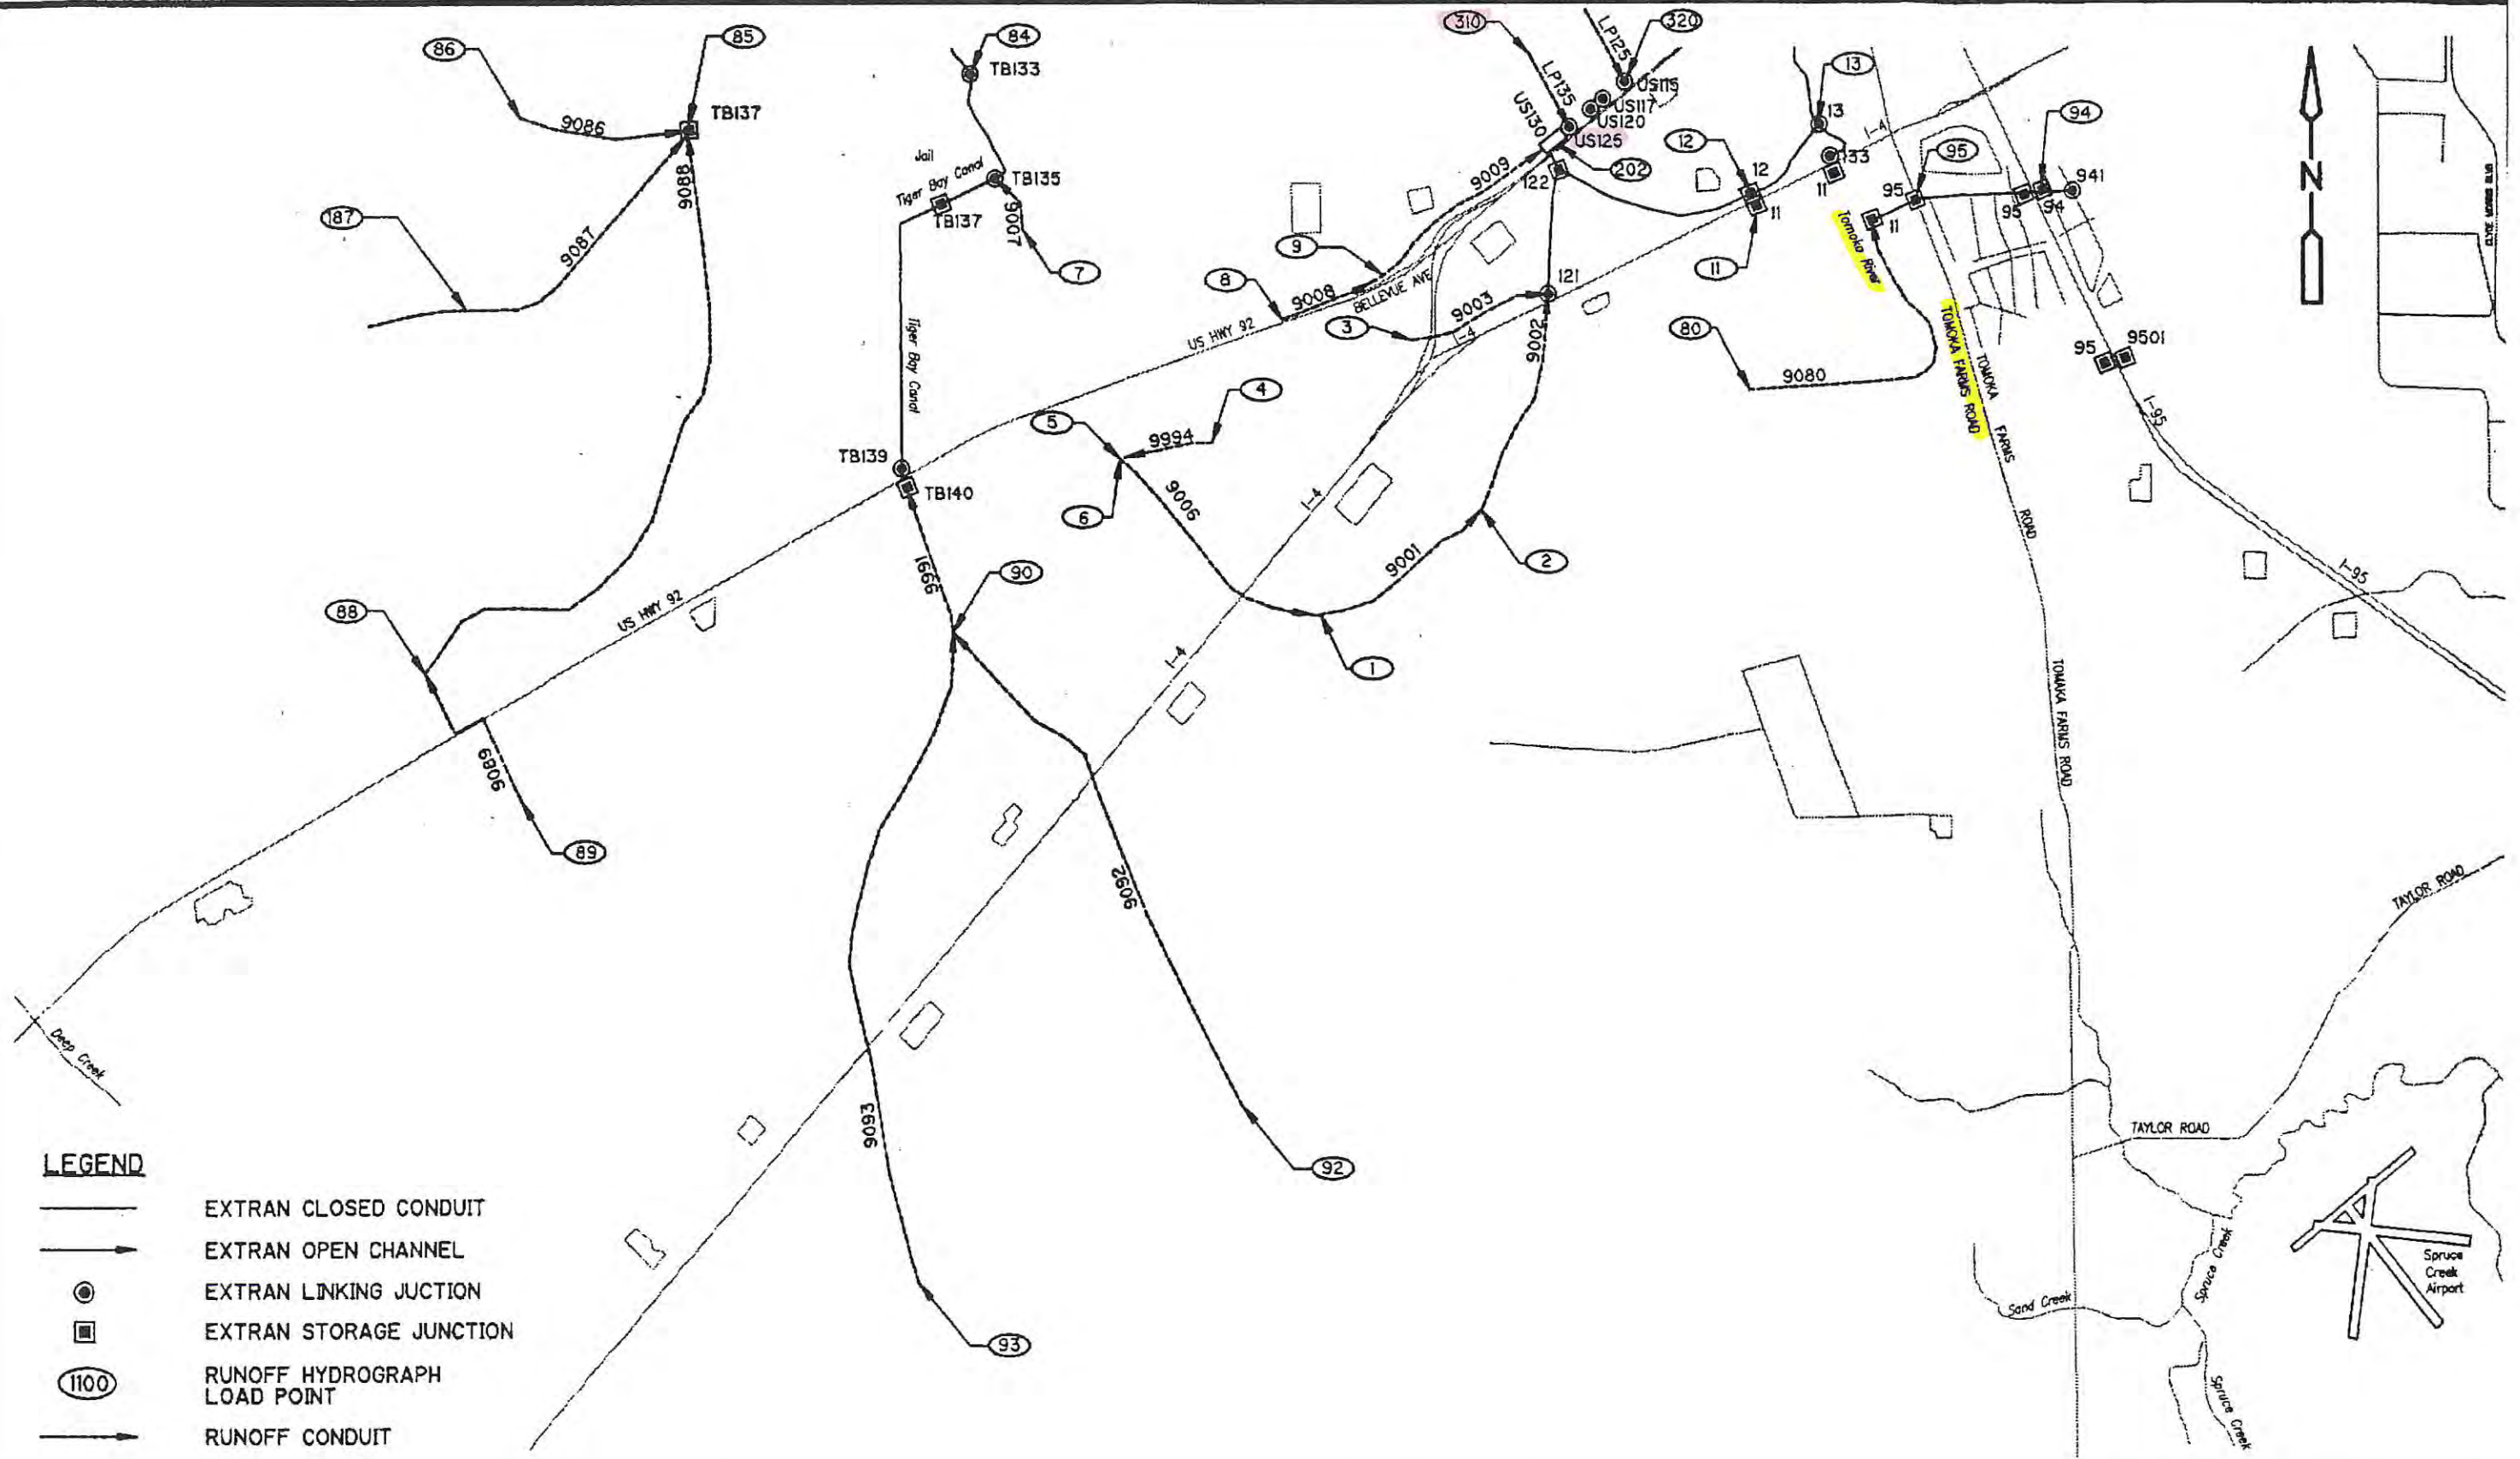 86
85
84
TB133
TB137
9086
9088
187
9087
Jail
Tiger Bay Canal
TB135
TB137
9007
7
Tiger Bay Canal
310
LP125
320
LP135
US115
US117
US120
US130
US125
202
122
9009
9
8
9008
BELLEVUE AVE
9003
3
I-4
US HWY 92
121
9002
12
12
11
11
13
13
I-4
133
11
95
95
94
95
94
941
11
Tomoka River
80
9080
TOMOKA FARMS ROAD
TOMOKA FARMS ROAD
95
9501
I-95
I-95
CLYDE MORRIS BLVD
N
5
4
9994
6
9006
TB139
TB140
9991
90
I-4
9001
2
1
I-4
88
US HWY 92
9089
89
9092
92
9093
93
Deep Creek
TOMAKA FARMS ROAD
TAYLOR ROAD
TAYLOR ROAD
Spruce Creek
Sand Creek
Spruce Creek
Spruce
Creek
Airport
LEGEND
EXTRAN CLOSED CONDUIT
EXTRAN OPEN CHANNEL
EXTRAN LINKING JUCTION
EXTRAN STORAGE JUNCTION
1100
RUNOFF HYDROGRAPH
LOAD POINT
RUNOFF CONDUIT